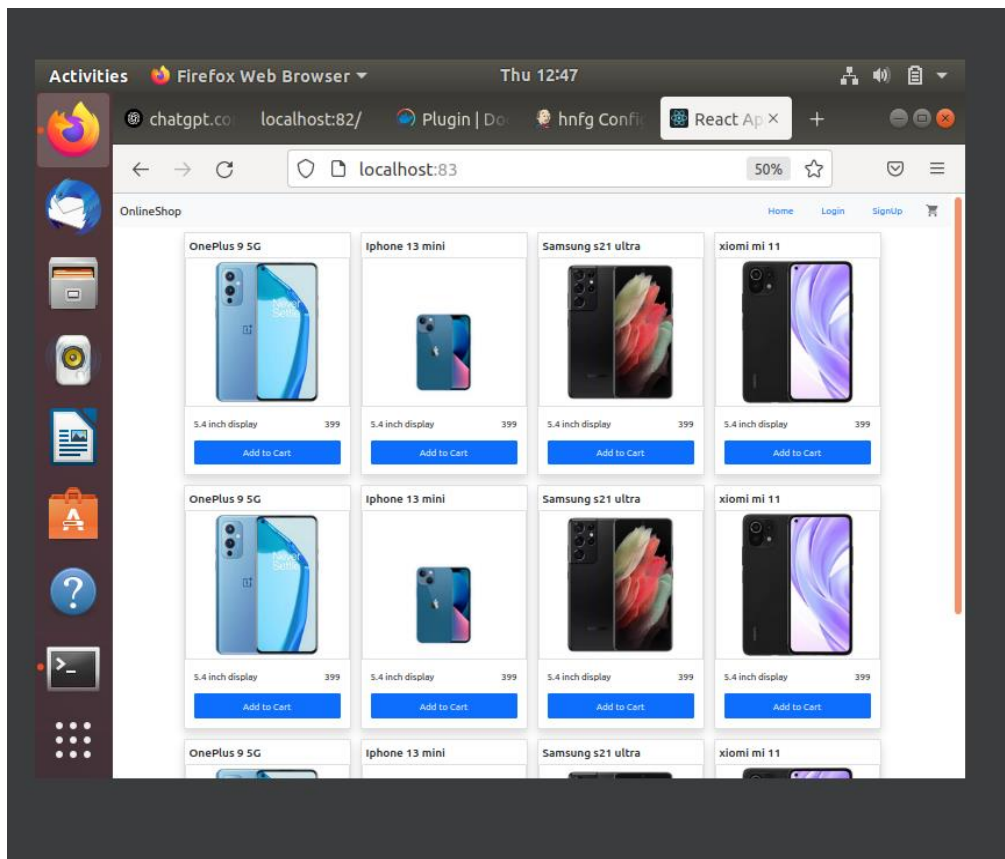 Activities Firefox Web Browser Thu 12:47
chatgpt.co localhost:82/ Plugin | Do hnfg Config React Ap
localhost:83 50%
OnlineShop Home Login SignUp
OnePlus 9 5G Iphone 13 mini Samsung s21 ultra xiomi mi 11
Never
Settle
5.4 inch display 399 5.4 inch display 399 5.4 inch display 399 5.4 inch display 399
Add to Cart Add to Cart Add to Cart Add to Cart
OnePlus 9 5G Iphone 13 mini Samsung s21 ultra xiomi mi 11
Never
Settle
5.4 inch display 399 5.4 inch display 399 5.4 inch display 399 5.4 inch display 399
Add to Cart Add to Cart Add to Cart Add to Cart
OnePlus 9 5G Iphone 13 mini Samsung s21 ultra xiomi mi 11